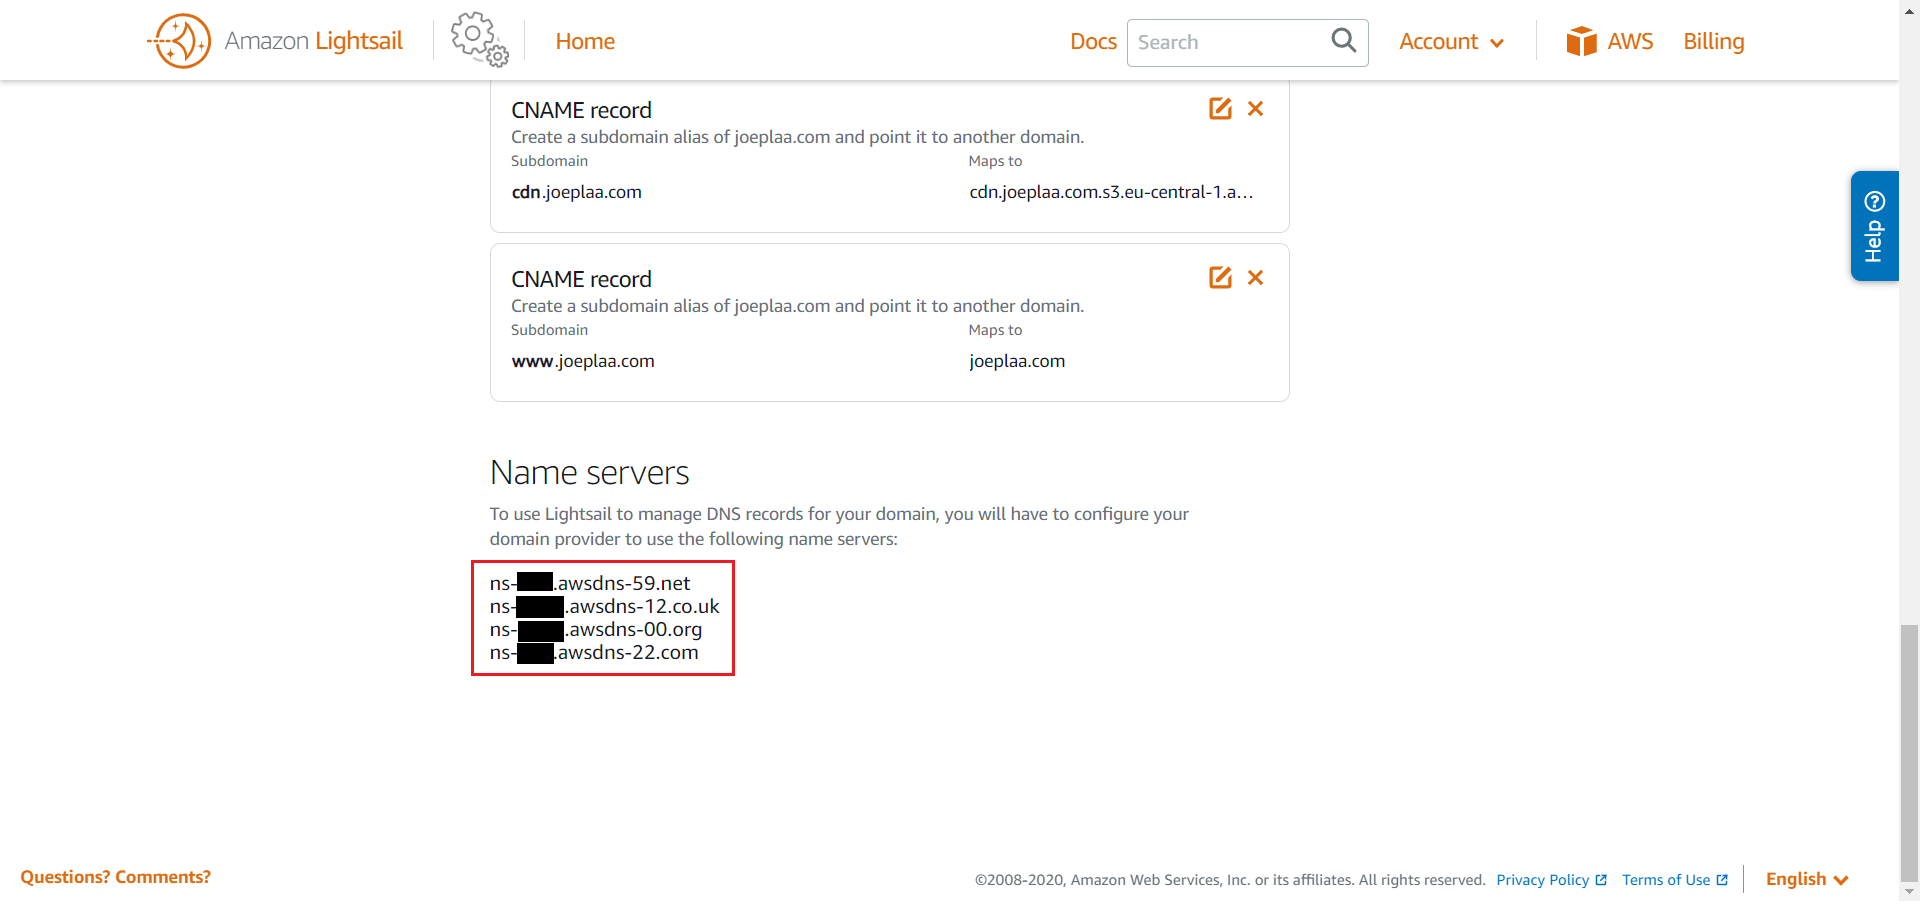 Amazon Lightsail
Home
Docs
Search
Account
AWS
Billing
CNAME record
Create a subdomain alias of joeplaa.com and point it to another domain.
Subdomain Maps to
cdn.joeplaa.com cdn.joeplaa.com.s3.eu-central-1.a...
Help
CNAME record
Create a subdomain alias of joeplaa.com and point it to another domain.
Subdomain Maps to
www.joeplaa.com joeplaa.com
Name servers
To use Lightsail to manage DNS records for your domain, you will have to configure your
domain provider to use the following name servers:
ns- .awsdns-59.net
ns- .awsdns-12.co.uk
ns- .awsdns-00.org
ns- .awsdns-22.com
Questions? Comments?
©2008-2020, Amazon Web Services, Inc. or its affiliates. All rights reserved.
Privacy Policy
Terms of Use
English